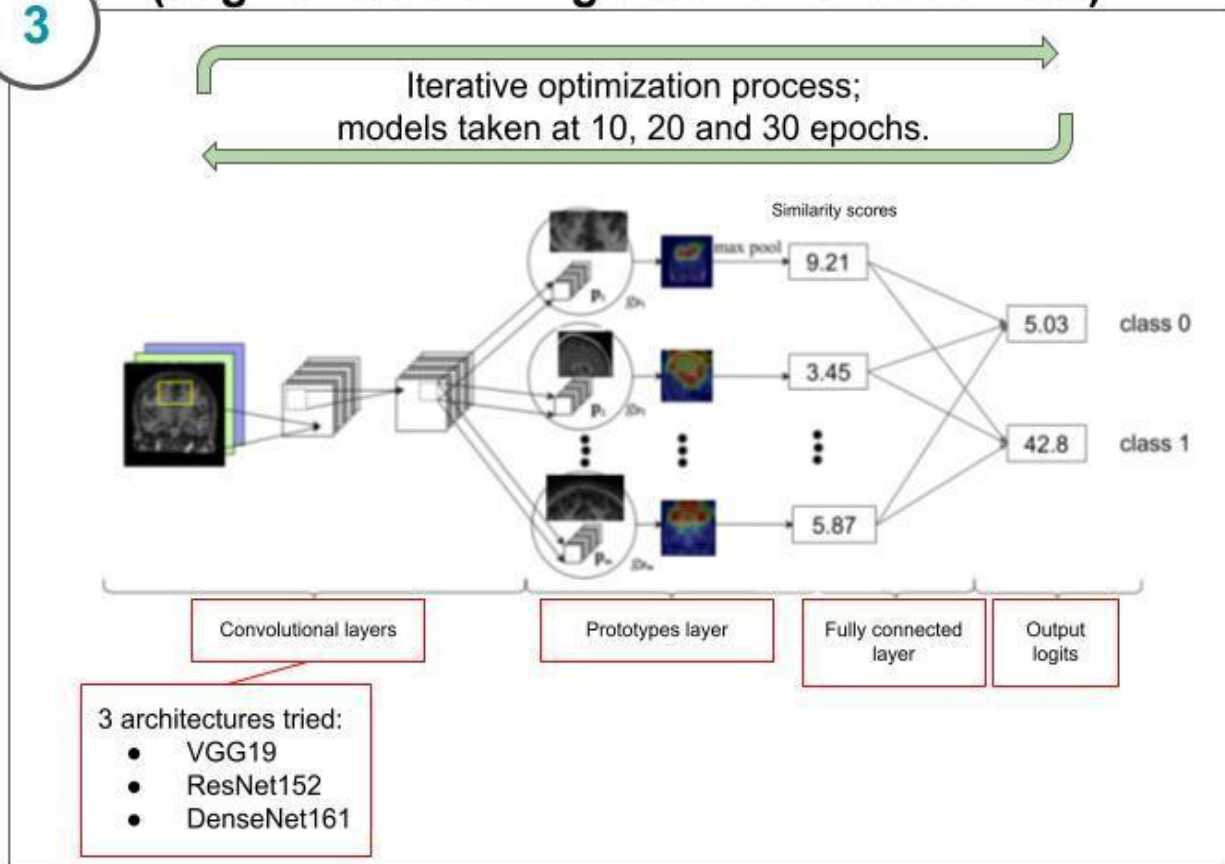 3
Iterative optimization process;
models taken at 10, 20 and 30 epochs.
Similarity scores
max pool
9.21
p₁
5.03
class 0
3.45
p₂
42.8
class 1
5.87
Convolutional layers
Prototypes layer
Fully connected
layer
Output
logits
3 architectures tried:
● VGG19
● ResNet152
● DenseNet161